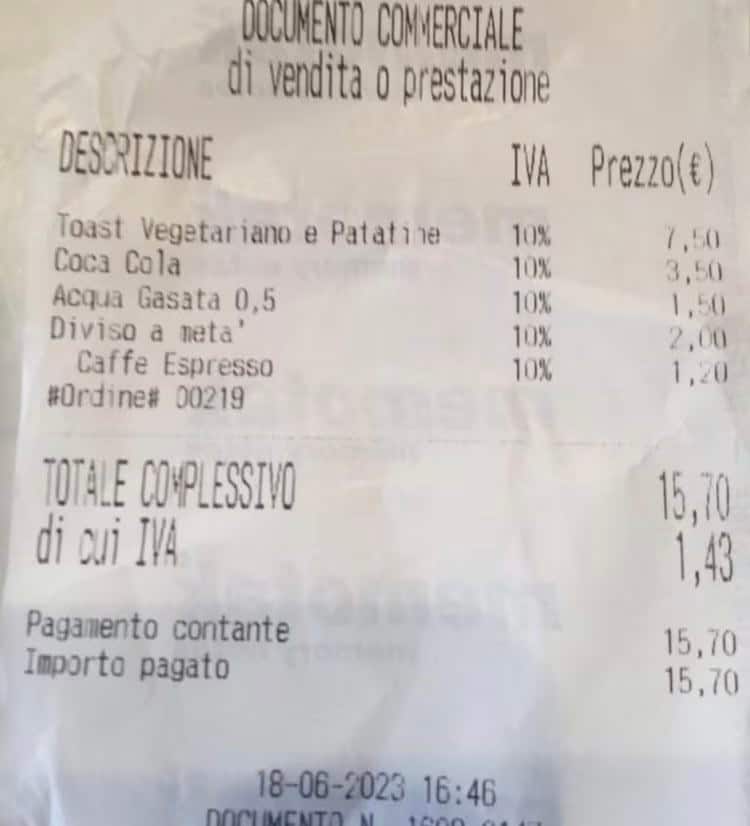 DOCUMENTO COMMERCIALE
di vendita o prestazione
DESCRIZIONE IVA Prezzo(€)
Toast Vegetariano e Patatine 10% 7,50
Coca Cola 10% 3,50
Acqua Gasata 0,5 10% 1,50
Diviso a meta' 10% 2,00
Caffe Espresso 10% 1,20
#Ordine# 00219
TOTALE COMPLESSIVO 15,70
di cui IVA 1,43
Pagamento contante 15,70
Importo pagato 15,70
18-06-2023 16:46
DOCUMENTO N.